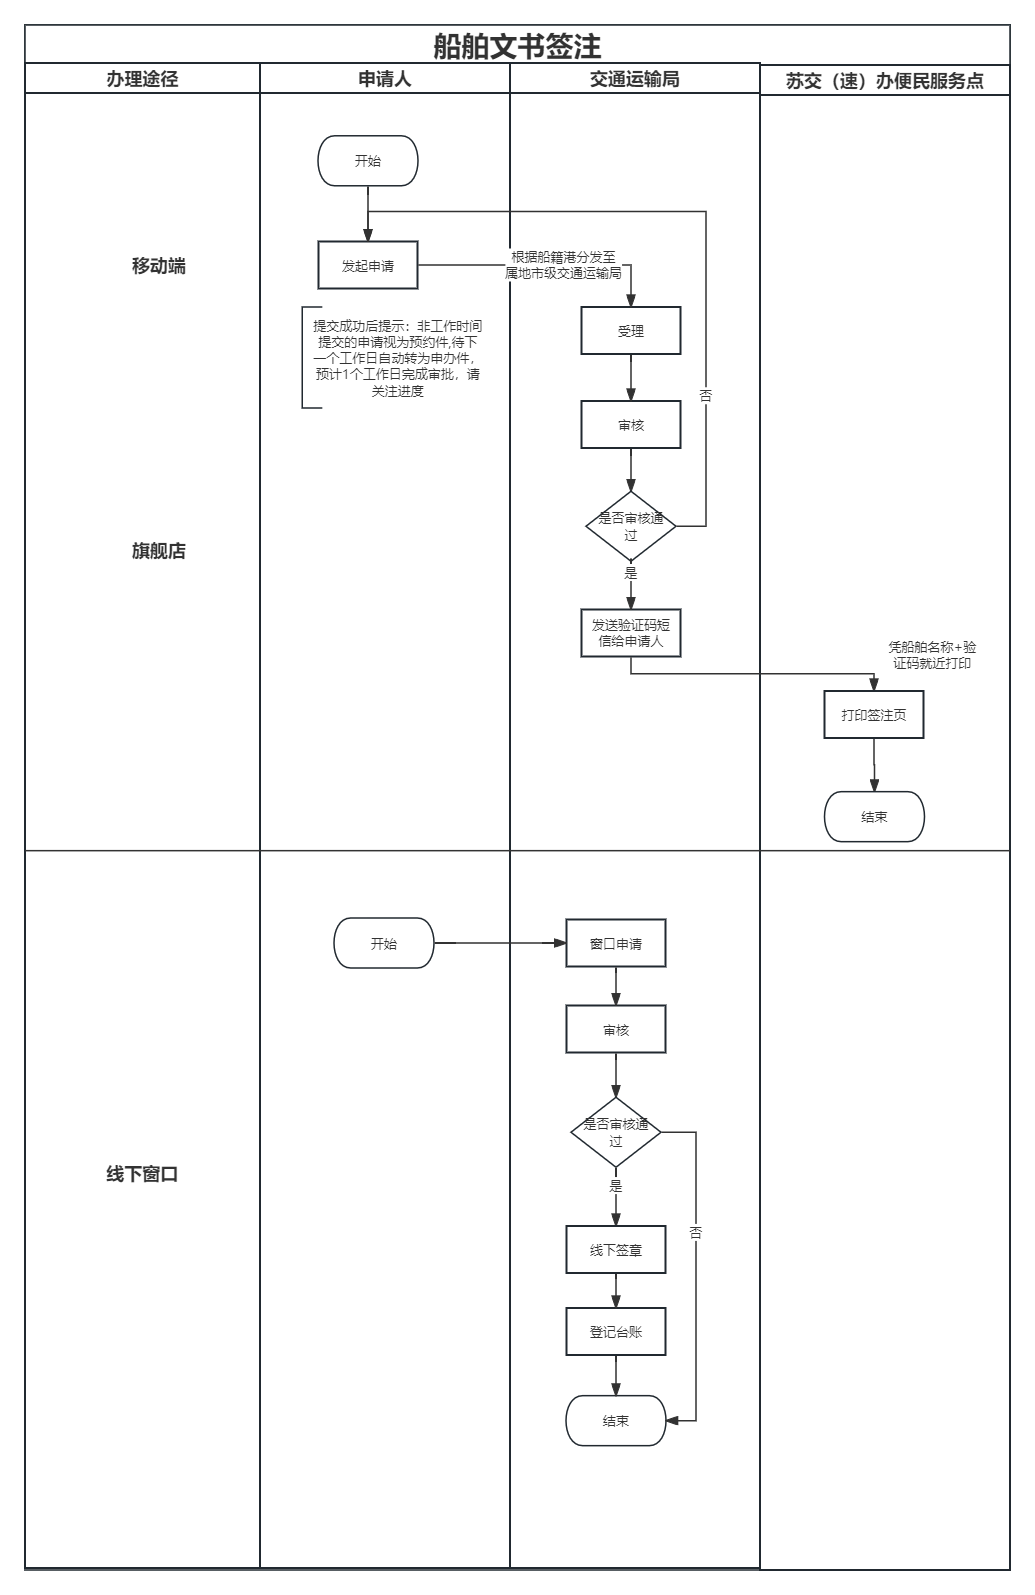 船舶文书签注
办理途径
申请人
交通运输局
苏交（速）办便民服务点
开始
移动端
发起申请
根据船籍港分发至
属地市级交通运输局
提交成功后提示：非工作时间
提交的申请视为预约件,待下
一个工作日自动转为申办件，
预计1个工作日完成审批，请
关注进度
受理
否
审核
是否审核通
过
旗舰店
是
发送验证码短
信给申请人
凭船舶名称+验
证码就近打印
打印签注页
结束
开始
窗口申请
审核
是否审核通
过
线下窗口
是
否
线下签章
登记台账
结束